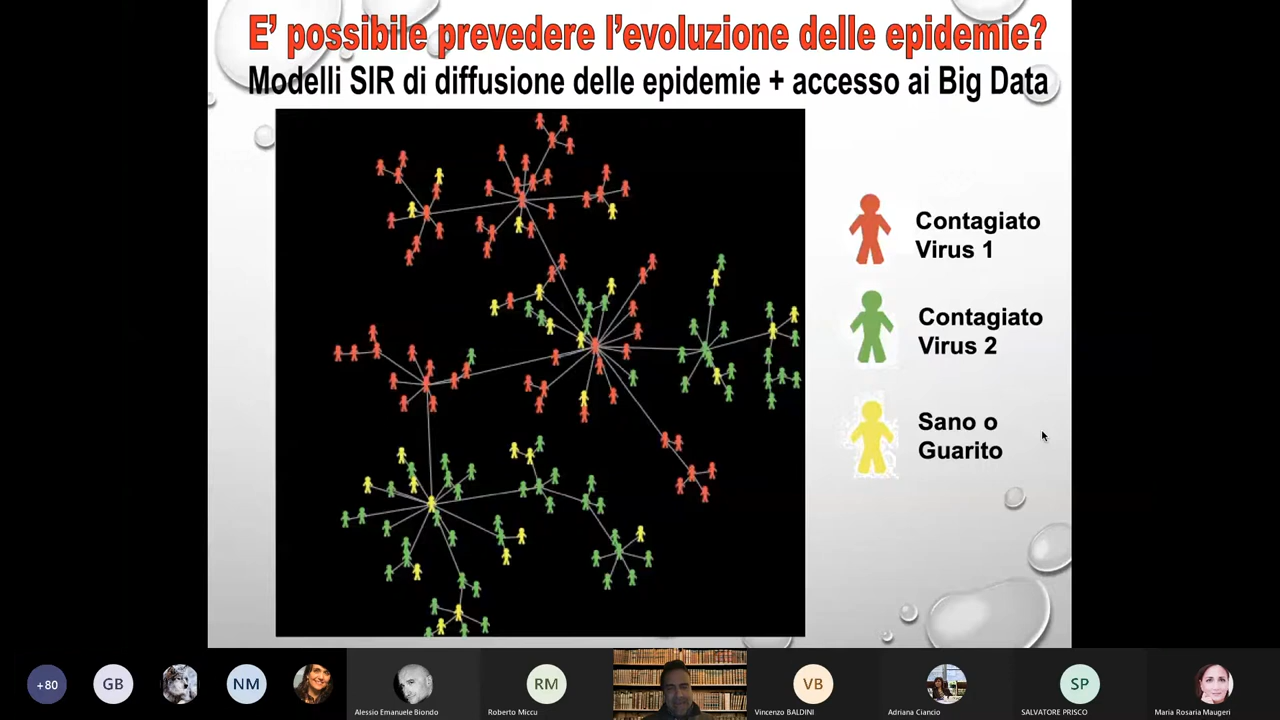 E' possibile prevedere l'evoluzione delle epidemie?
Modelli SIR di diffusione delle epidemie + accesso ai Big Data
Contagiato
Virus 1
Contagiato
Virus 2
Sano o
Guarito
+80
GB
NM
Alessio Emanuele Biondo
RM
Roberto Miccu
VB
Vincenzo BALDINI
Adriana Ciancio
SP
SALVATORE PRISCO
Maria Rosaria Maugeri